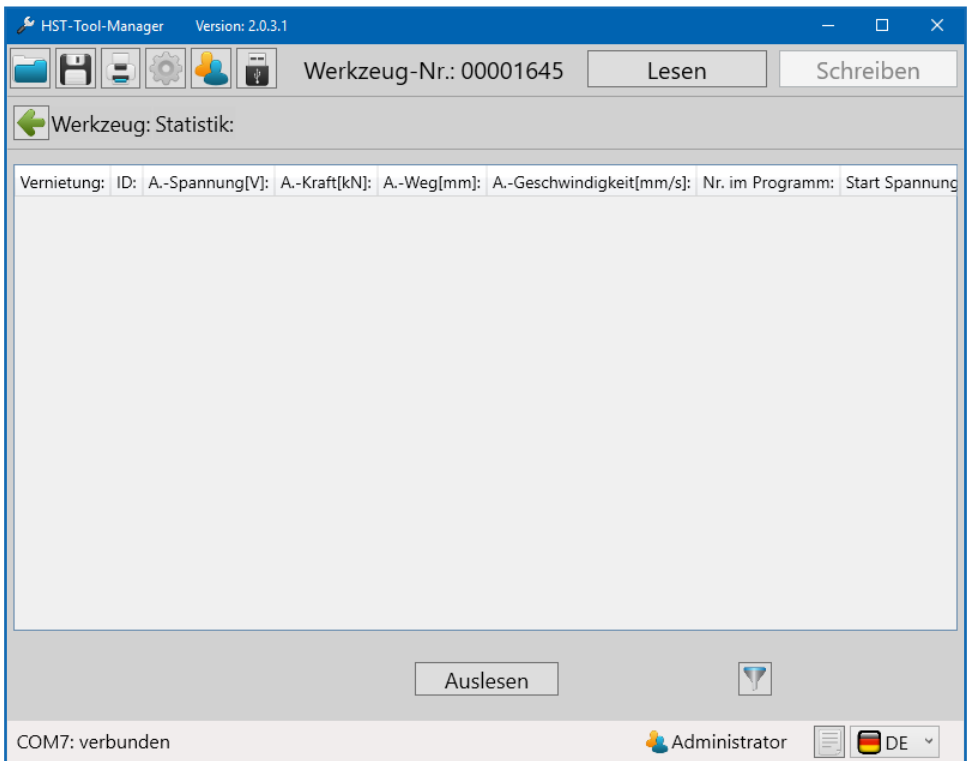 HST-Tool-Manager Version: 2.0.3.1
Werkzeug-Nr.: 00001645 Lesen Schreiben
Werkzeug: Statistik:
Vernietung: ID: A.-Spannung[V]: A.-Kraft[kN]: A.-Weg[mm]: A.-Geschwindigkeit[mm/s]: Nr. im Programm: Start Spannung
Auslesen
COM7: verbunden Administrator DE